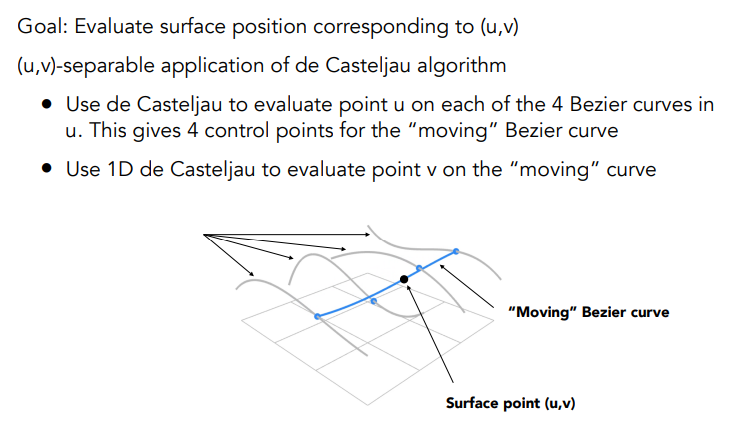 Goal: Evaluate surface position corresponding to (u,v)
(u,v)-separable application of de Casteljau algorithm
● Use de Casteljau to evaluate point u on each of the 4 Bezier curves in
u. This gives 4 control points for the “moving” Bezier curve
● Use 1D de Casteljau to evaluate point v on the “moving” curve
“Moving” Bezier curve
Surface point (u,v)